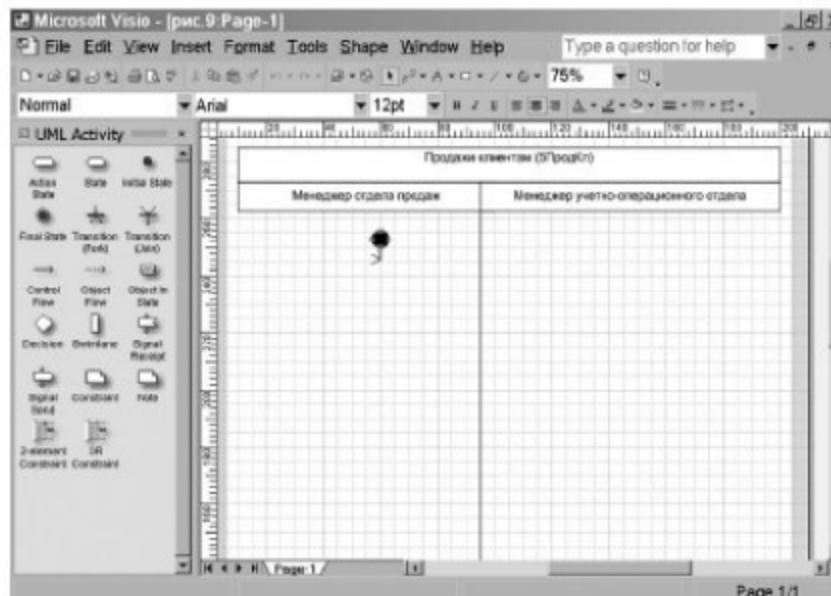 Microsoft Visio - [рис.9:Page-1]
File Edit View Insert Format Tools Shape Window Help Type a question for help
75%
Normal Arial 12pt
UML Activity
Action State
State
Initial State
Final State
Transition (Fork)
Transition (Join)
Control Flow
Object Flow
Object in State
Decision
Swimlane
Signal Receipt
Signal Send
Constraint
Note
2-element Constraint
OR Constraint
Продажи клиентам (5ПродКл)
Менеджер отдела продаж
Менеджер учетно-операционного отдела
Page-1
Page 1/1